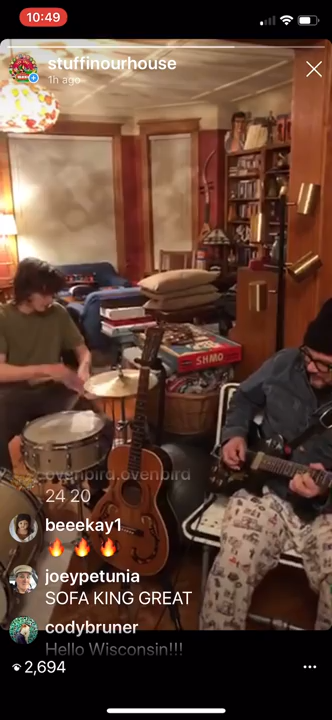 10:49
stuffinourhouse
1h ago
SHMO
ovenbird.ovenbird
24 20
beeekay1
🔥 🔥 🔥
joeypetunia
SOFA KING GREAT
codybruner
Hello Wisconsin!!!
2,694